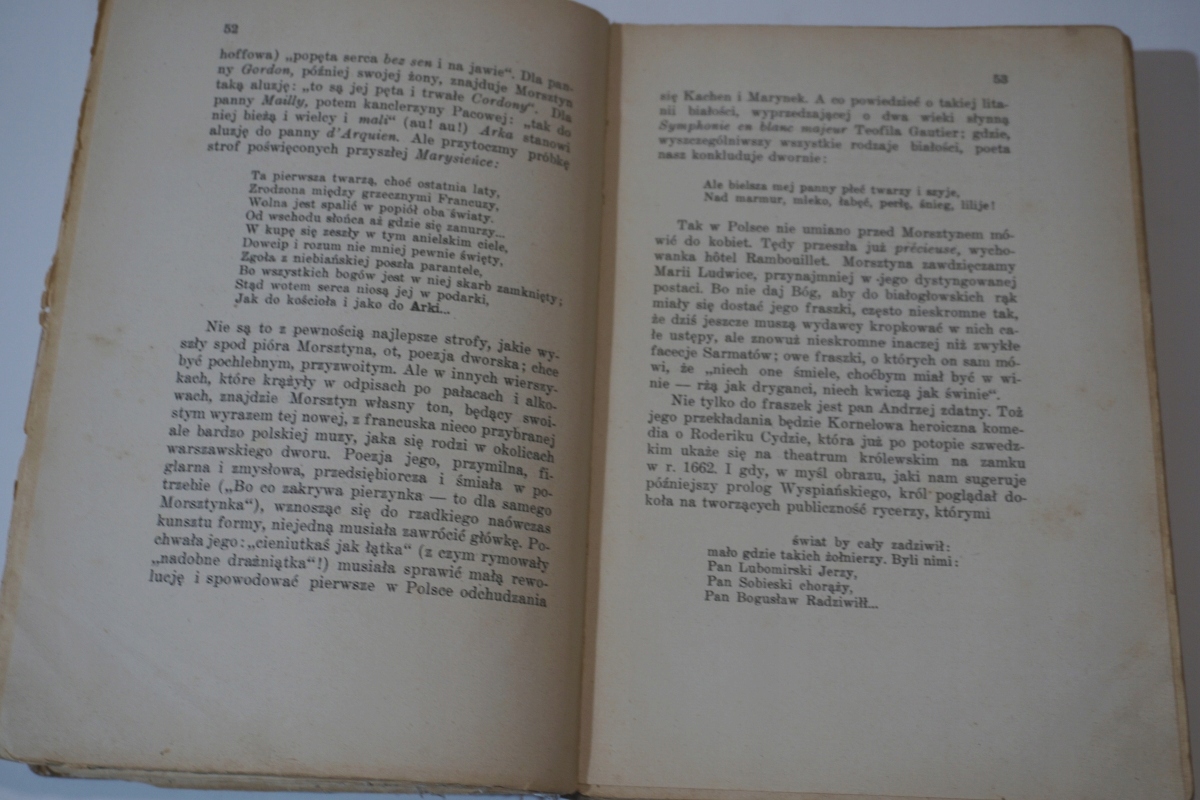 52
hoffowa) „popęta serca bez sen i na jawie“. Dla pan-
ny Gordon, później swojej żony, znajduje Morsztyn
taką aluzję: „to są jej pęta i trwałe Cordony“. Dla
panny Mailly, potem kanclerzyny Pacowej: „tak do
niej bieżą i wielcy i mali“ (au! au!) Arka stanowi
aluzję do panny d'Arquien. Ale przytoczmy próbkę
strof poświęconych przyszłej Marysieńce:
Ta pierwsza twarzą, choć ostatnia laty,
Zrodzona między grzecznymi Francuzy,
Wolna jest spalić w popiół oba światy.
Od wschodu słońca aż gdzie się zanurzy...
W kupę się zeszły w tym anielskim ciele,
Dowcip i rozum nie mniej pewnie święty,
Zgoła z niebiańskiej poszła parantele,
Bo wszystkich bogów jest w niej skarb zamknięty;
Stąd wotem serca niosą jej w podarki,
Jak do kościoła i jako do Arki...
Nie są to z pewnością najlepsze strofy, jakie wy-
szły spod pióra Morsztyna, ot, poezja dworska; chce
być pochlebnym, przyzwoitym. Ale w innych wierszy-
kach, które krążyły w odpisach po pałacach i alko-
wach, znajdzie Morsztyn własny ton, będący swoi-
stym wyrazem tej nowej, z francuska nieco przybranej
ale bardzo polskiej muzy, jaka się rodzi w okolicach
warszawskiego dworu. Poezja jego, przymilna, fi-
glarna i zmysłowa, przedsiębiorcza i śmiała w po-
trzebie („Bo co zakrywa pierzynka — to dla samego
Morsztynka“), wznosząc się do rzadkiego naówczas
kunsztu formy, niejedną musiała zawrócić główkę. Po-
chwała jego: „cieniutkaś jak łątka“ (z czym rymowały
„nadobne drażniątka“!) musiała sprawić małą rewo-
lucję i spowodować pierwsze w Polsce odchudzania
53
się Kachen i Marynek. A co powiedzieć o takiej lita-
nii białości, wyprzedzającej o dwa wieki słynną
Symphonie en blanc majeur Teofila Gautier; gdzie,
wyszczególniwszy wszystkie rodzaje białości, poeta
nasz konkluduje dwornie:
Ale bielsza mej panny płeć twarzy i szyje,
Nad marmur, mleko, łabęć, perłę, śnieg, lilije!
Tak w Polsce nie umiano przed Morsztynem mó-
wić do kobiet. Tędy przeszła już précieuse, wycho-
wanka hôtel Rambouillet. Morsztyna zawdzięczamy
Marii Ludwice, przynajmniej w jego dystyngowanej
postaci. Bo nie daj Bóg, aby do białogłowskich rąk
miały się dostać jego fraszki, często nieskromne tak,
że dziś jeszcze muszą wydawcy kropkować w nich ca-
łe ustępy, ale znowuż nieskromne inaczej niż zwykłe
facecje Sarmatów; owe fraszki, o których on sam mó-
wi, że „niech one śmiele, choćbym miał być w wi-
nie — rżą jak dryganci, niech kwiczą jak świnie“.
Nie tylko do fraszek jest pan Andrzej zdatny. Toż
jego przekładania będzie Kornelowa heroiczna kome-
dia o Roderiku Cydzie, która już po potopie szwedz-
kim ukaże się na theatrum królewskim na zamku
w r. 1662. I gdy, w myśl obrazu, jaki nam sugeruje
późniejszy prolog Wyspiańskiego, król poglądał do-
koła na tworzących publiczność rycerzy, którymi
świat by cały zadziwił:
mało gdzie takich żołnierzy. Byli nimi:
Pan Lubomirski Jerzy,
Pan Sobieski chorąży,
Pan Bogusław Radziwiłł...